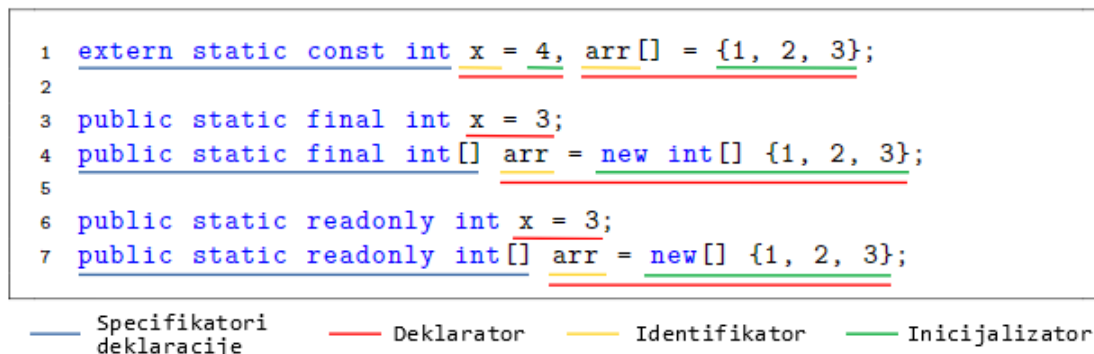 1 extern static const int x = 4, arr[] = {1, 2, 3};
2
3 public static final int x = 3;
4 public static final int[] arr = new int[] {1, 2, 3};
5
6 public static readonly int x = 3;
7 public static readonly int[] arr = new[] {1, 2, 3};
Specifikatori
deklaracije
Deklarator
Identifikator
Inicijalizator